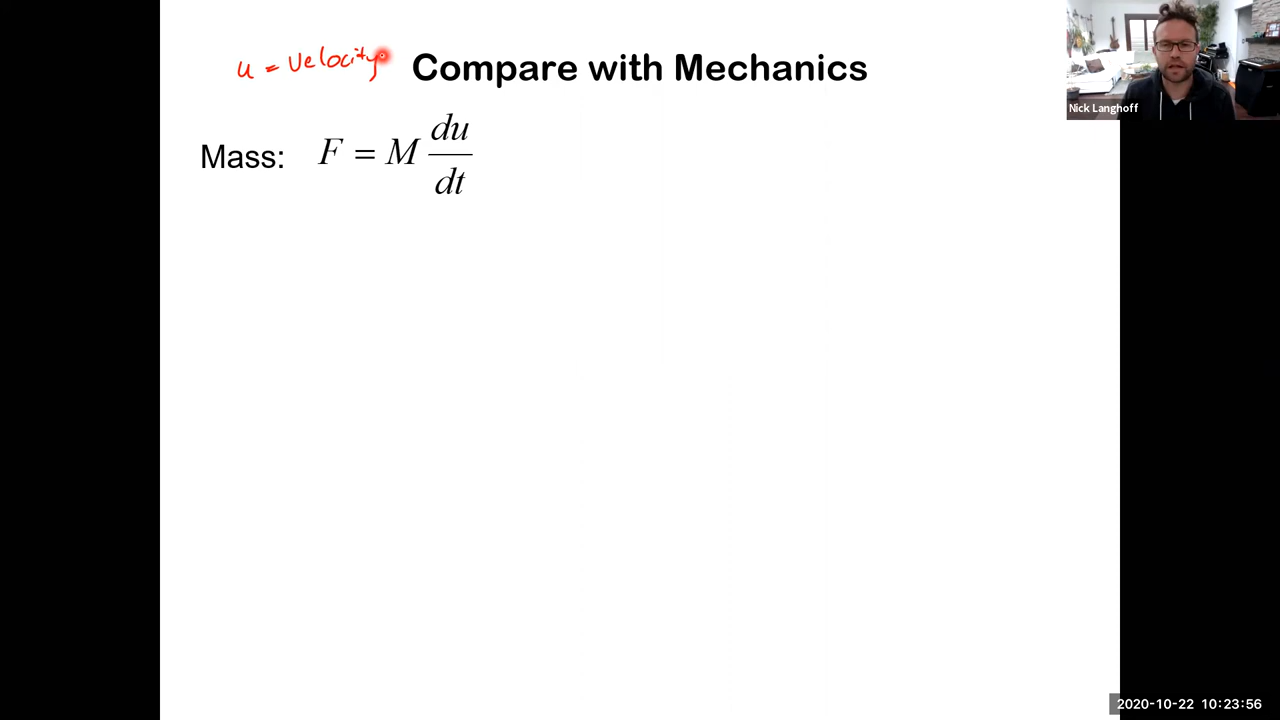 u = velocity
Compare with Mechanics
Mass: F = M du/dt
Nick Langhoff
2020-10-22 10:23:56